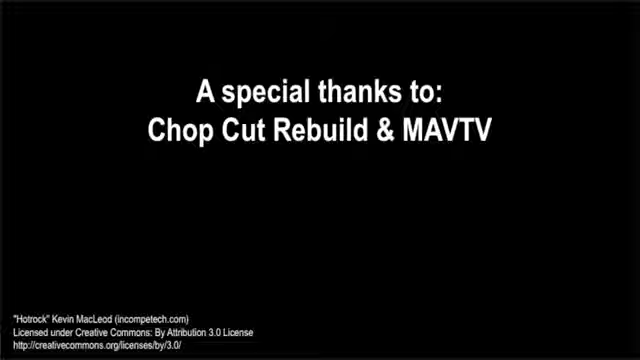 A special thanks to:
Chop Cut Rebuild & MAVTV
"Hotrock" Kevin MacLeod (incompetech.com)
Licensed under Creative Commons: By Attribution 3.0 License
http://creativecommons.org/licenses/by/3.0/